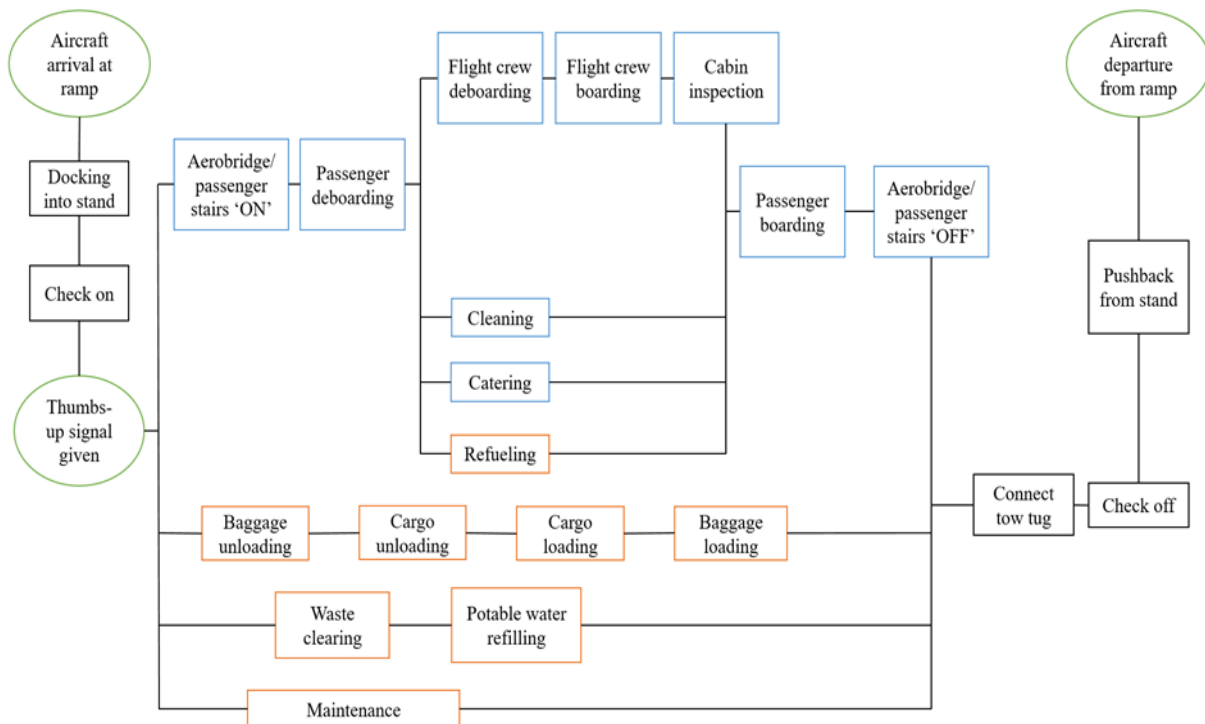 Aircraft
arrival at
ramp
Docking
into stand
Check on
Thumbs-
up signal
given
Aerobridge/
passenger
stairs ‘ON’
Passenger
deboarding
Flight crew
deboarding
Flight crew
boarding
Cabin
inspection
Cleaning
Catering
Refueling
Passenger
boarding
Aerobridge/
passenger
stairs ‘OFF’
Baggage
unloading
Cargo
unloading
Cargo
loading
Baggage
loading
Waste
clearing
Potable water
refilling
Maintenance
Connect
tow tug
Check off
Pushback
from stand
Aircraft
departure
from ramp